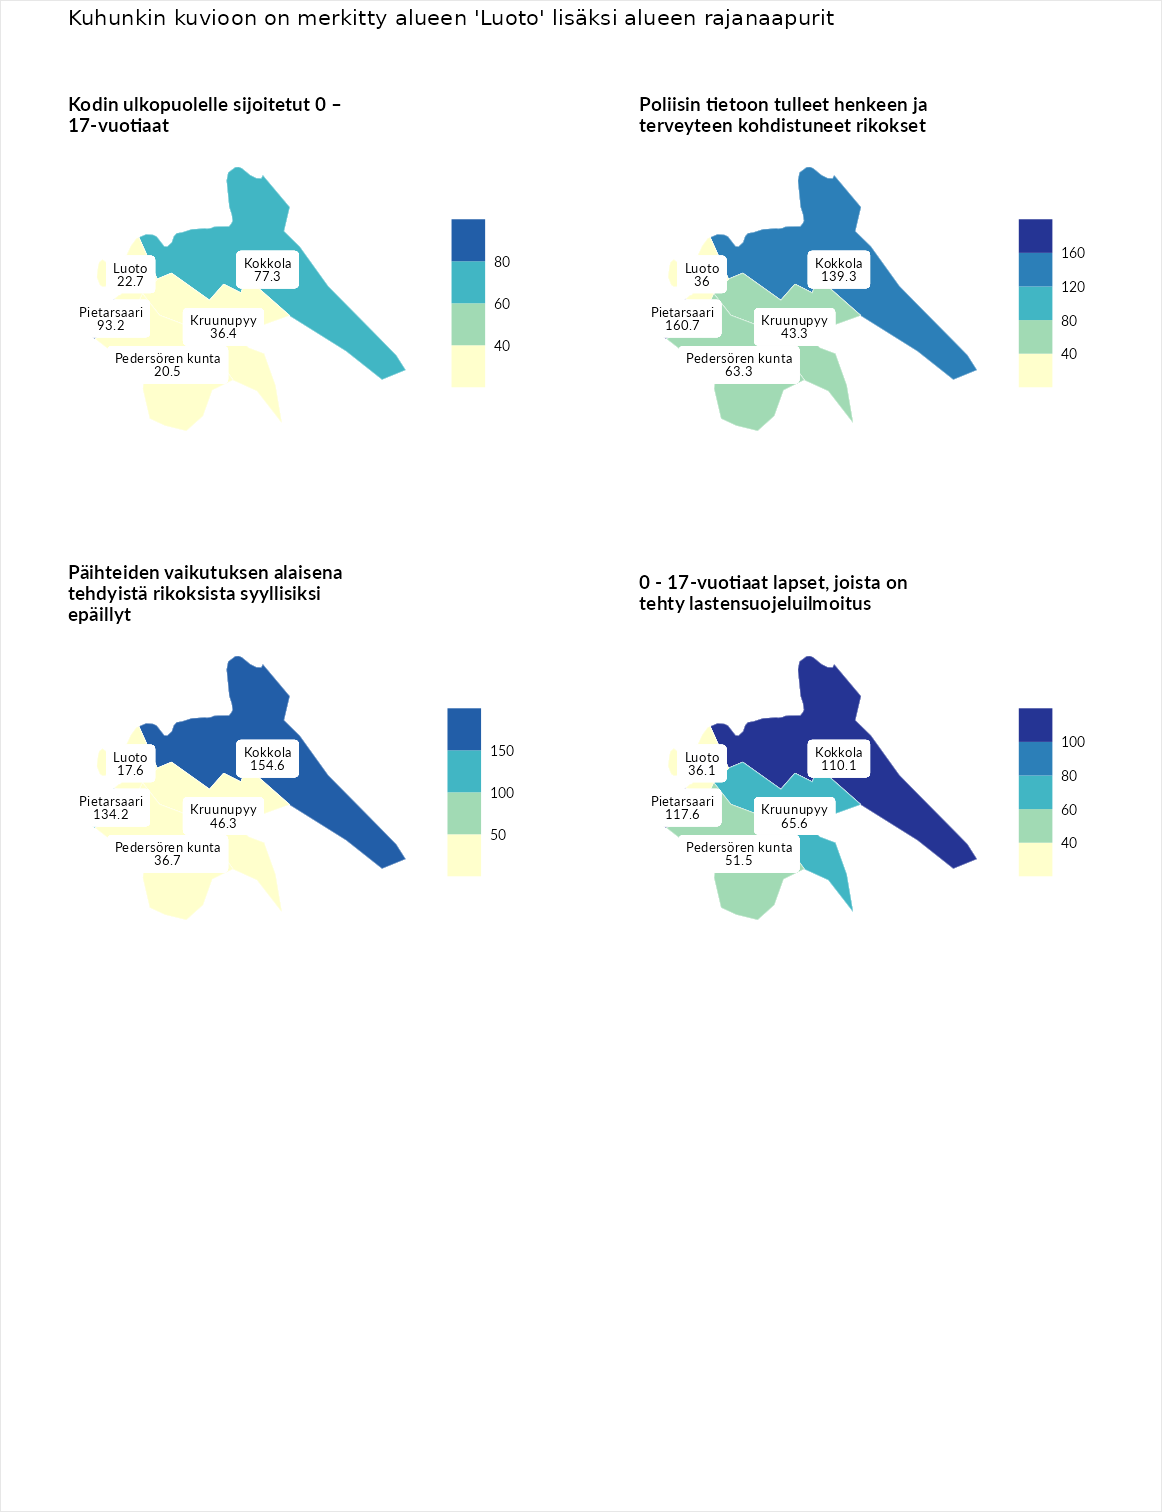 Kuhunkin kuvioon on merkitty alueen 'Luoto' lisäksi alueen rajanaapurit
Kodin ulkopuolelle sijoitetut 0 –
17-vuotiaat
Kokkola
77.3
Luoto
22.7
Pietarsaari
93.2
Kruunupyy
36.4
Pedersören kunta
20.5
80
60
40
Poliisin tietoon tulleet henkeen ja
terveyteen kohdistuneet rikokset
Kokkola
139.3
Luoto
36
Pietarsaari
160.7
Kruunupyy
43.3
Pedersören kunta
63.3
160
120
80
40
Päihteiden vaikutuksen alaisena
tehdyistä rikoksista syyllisiksi
epäillyt
Kokkola
154.6
Luoto
17.6
Pietarsaari
134.2
Kruunupyy
46.3
Pedersören kunta
36.7
150
100
50
0 - 17-vuotiaat lapset, joista on
tehty lastensuojeluilmoitus
Kokkola
110.1
Luoto
36.1
Pietarsaari
117.6
Kruunupyy
65.6
Pedersören kunta
51.5
100
80
60
40